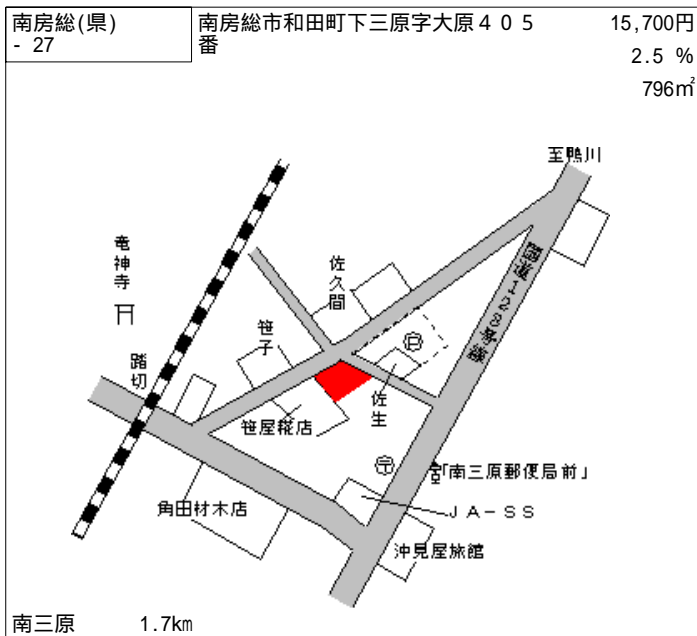 南房総(県)
- 27
南房総市和田町下三原字大原４０５
番
15,700円
2.5 %
796㎡
至鴨川
国道128号線
竜神寺
佐久間
笹子
踏切
笹屋糀店
佐生
「南三原郵便局前」
ＪＡ−ＳＳ
角田材木店
沖見屋旅館
南三原 1.7km